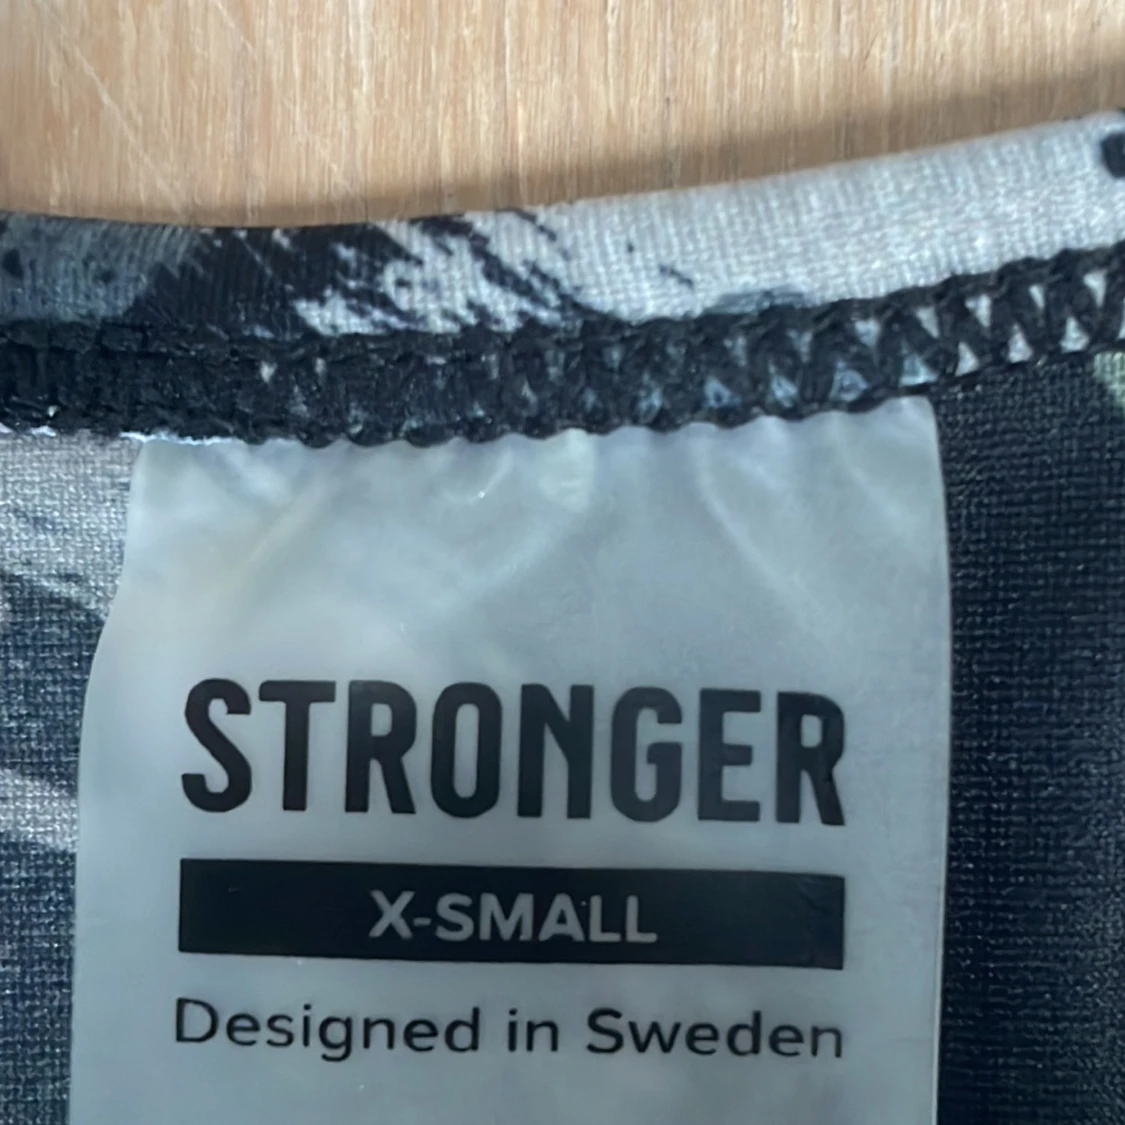 STRONGER
X-SMALL
Designed in Sweden